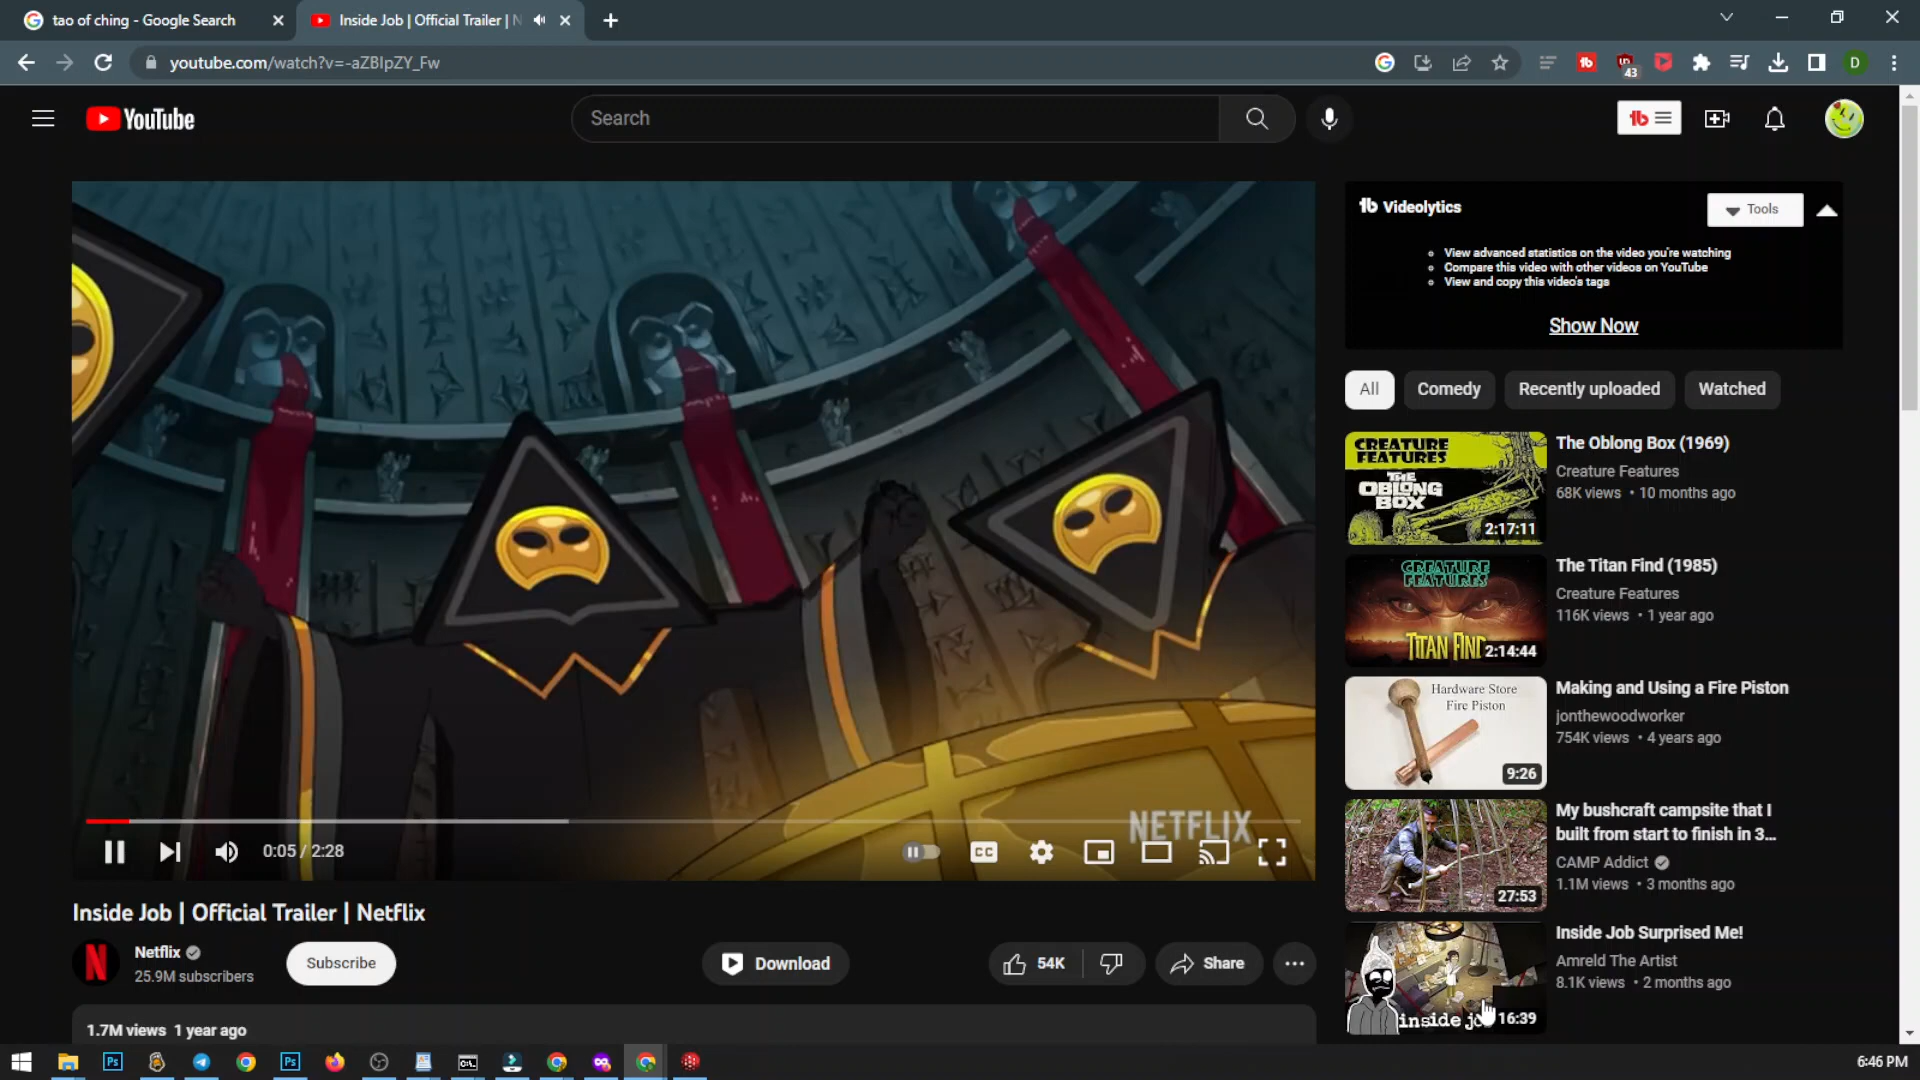 tao of ching - Google Search
Inside Job | Official Trailer | N
youtube.com/watch?v=-aZBIpZY_Fw
43
D
YouTube
Search
Videolytics
Tools
View advanced statistics on the video you're watching
Compare this video with other videos on YouTube
View and copy this video's tags
Show Now
All
Comedy
Recently uploaded
Watched
CREATURE
FEATURES
THE
OBLONG
BOX
2:17:11
The Oblong Box (1969)
Creature Features
68K views • 10 months ago
CREATURE
FEATURES
TITAN FIND
2:14:44
The Titan Find (1985)
Creature Features
116K views • 1 year ago
Hardware Store
Fire Piston
9:26
Making and Using a Fire Piston
jonthewoodworker
754K views • 4 years ago
27:53
My bushcraft campsite that I
built from start to finish in 3...
CAMP Addict
1.1M views • 3 months ago
inside jo
16:39
Inside Job Surprised Me!
Amreld The Artist
8.1K views • 2 months ago
NETFLIX
0:05 / 2:28
CC
Inside Job | Official Trailer | Netflix
N
Netflix
25.9M subscribers
Subscribe
Download
54K
Share
...
1.7M views 1 year ago
Ps
Ps
6:46 PM